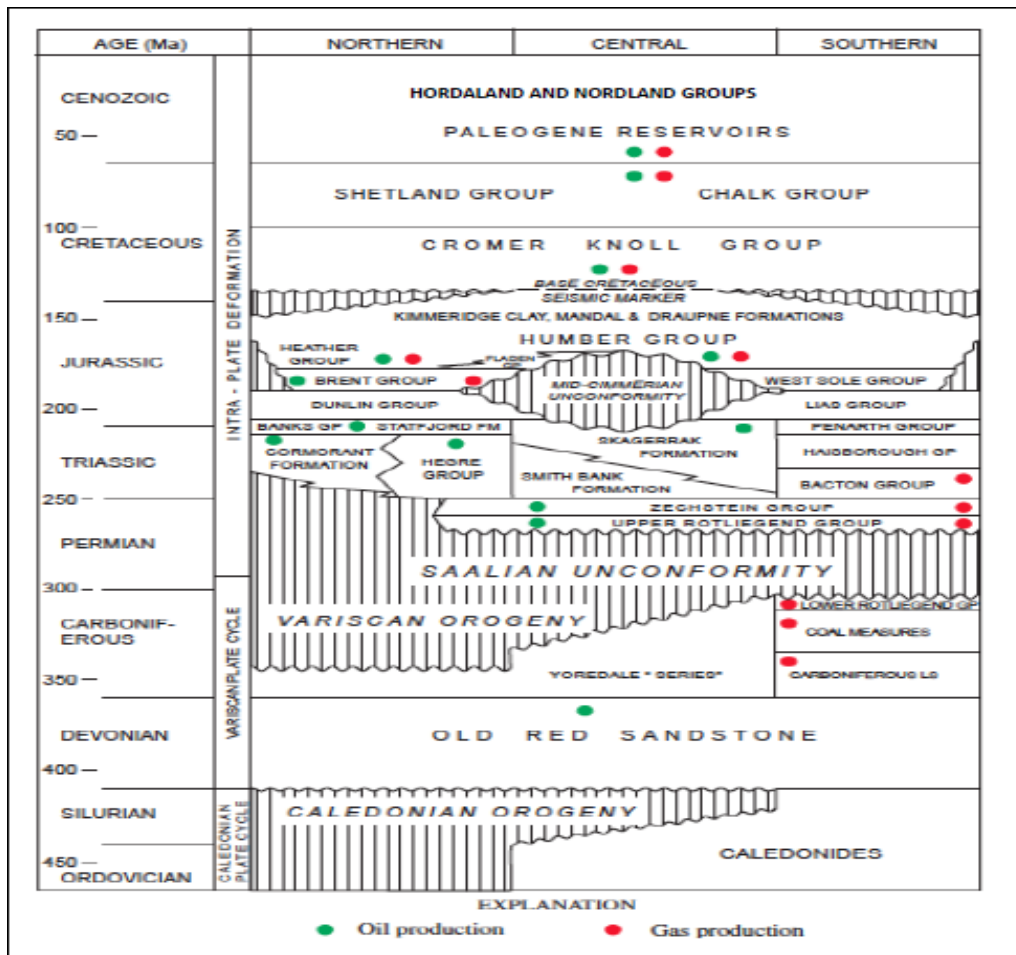 AGE (Ma) NORTHERN CENTRAL SOUTHERN
CENOZOIC
HORDALAND AND NORDLAND GROUPS
50
PALEOGENE RESERVOIRS
SHETLAND GROUP CHALK GROUP
100
CRETACEOUS
CROMER KNOLL GROUP
BASE CRETACEOUS
SEISMIC MARKER
150
KIMMERIDGE CLAY, MANDAL & DRAUPNE FORMATIONS
HUMBER GROUP
HEATHER
GROUP
FLADEN
GP
JURASSIC
BRENT GROUP
MID-CIMMERIAN
UNCONFORMITY
WEST SOLE GROUP
200
DUNLIN GROUP
LIAS GROUP
BANKS GP STATFJORD FM
PENARTH GROUP
CORMORANT
FORMATION
HEGRE
GROUP
SKAGERRAK
FORMATION
HAISBOROUGH GP
TRIASSIC
SMITH BANK
FORMATION
BACTON GROUP
250
ZECHSTEIN GROUP
UPPER ROTLIEGEND GROUP
PERMIAN
SAALIAN UNCONFORMITY
300
LOWER ROTLIEGEND GP
VARISCAN OROGENY
CARBONIF-
EROUS
COAL MEASURES
350
YOREDALE "SERIES"
CARBONIFEROUS LS
DEVONIAN
OLD RED SANDSTONE
400
SILURIAN
CALEDONIAN OROGENY
450
ORDOVICIAN
CALEDONIDES
INTRA - PLATE DEFORMATION
VARISCAN PLATE CYCLE
CALEDONIAN
PLATE CYCLE
EXPLANATION
Oil production Gas production